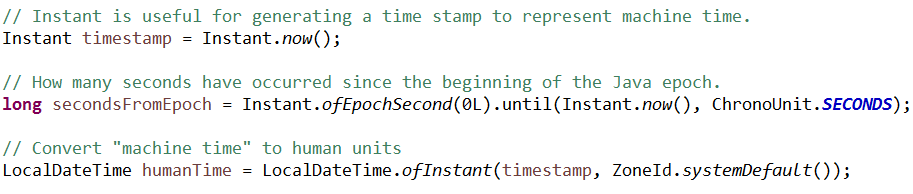 // Instant is useful for generating a time stamp to represent machine time.
Instant timestamp = Instant.now();
// How many seconds have occurred since the beginning of the Java epoch.
long secondsFromEpoch = Instant.ofEpochSecond(0L).until(Instant.now(), ChronoUnit.SECONDS);
// Convert "machine time" to human units
LocalDateTime humanTime = LocalDateTime.ofInstant(timestamp, ZoneId.systemDefault());